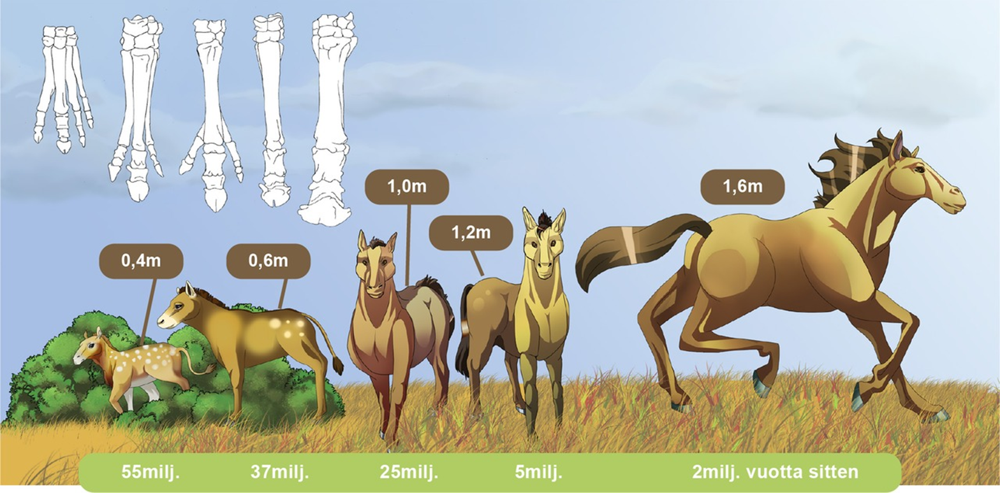 1,0m
1,6m
1,2m
0,4m
0,6m
55milj.
37milj.
25milj.
5milj.
2milj. vuotta sitten